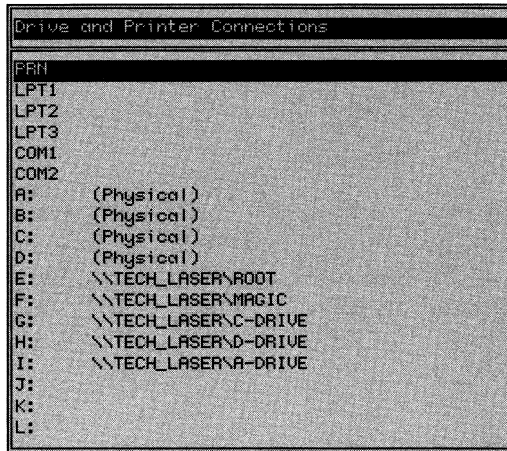 Drive and Printer Connections
PRN
LPT1
LPT2
LPT3
COM1
COM2
A: (Physical)
B: (Physical)
C: (Physical)
D: (Physical)
E: \\TECH_LASER\ROOT
F: \\TECH_LASER\MAGIC
G: \\TECH_LASER\C-DRIVE
H: \\TECH_LASER\D-DRIVE
I: \\TECH_LASER\A-DRIVE
J:
K:
L: